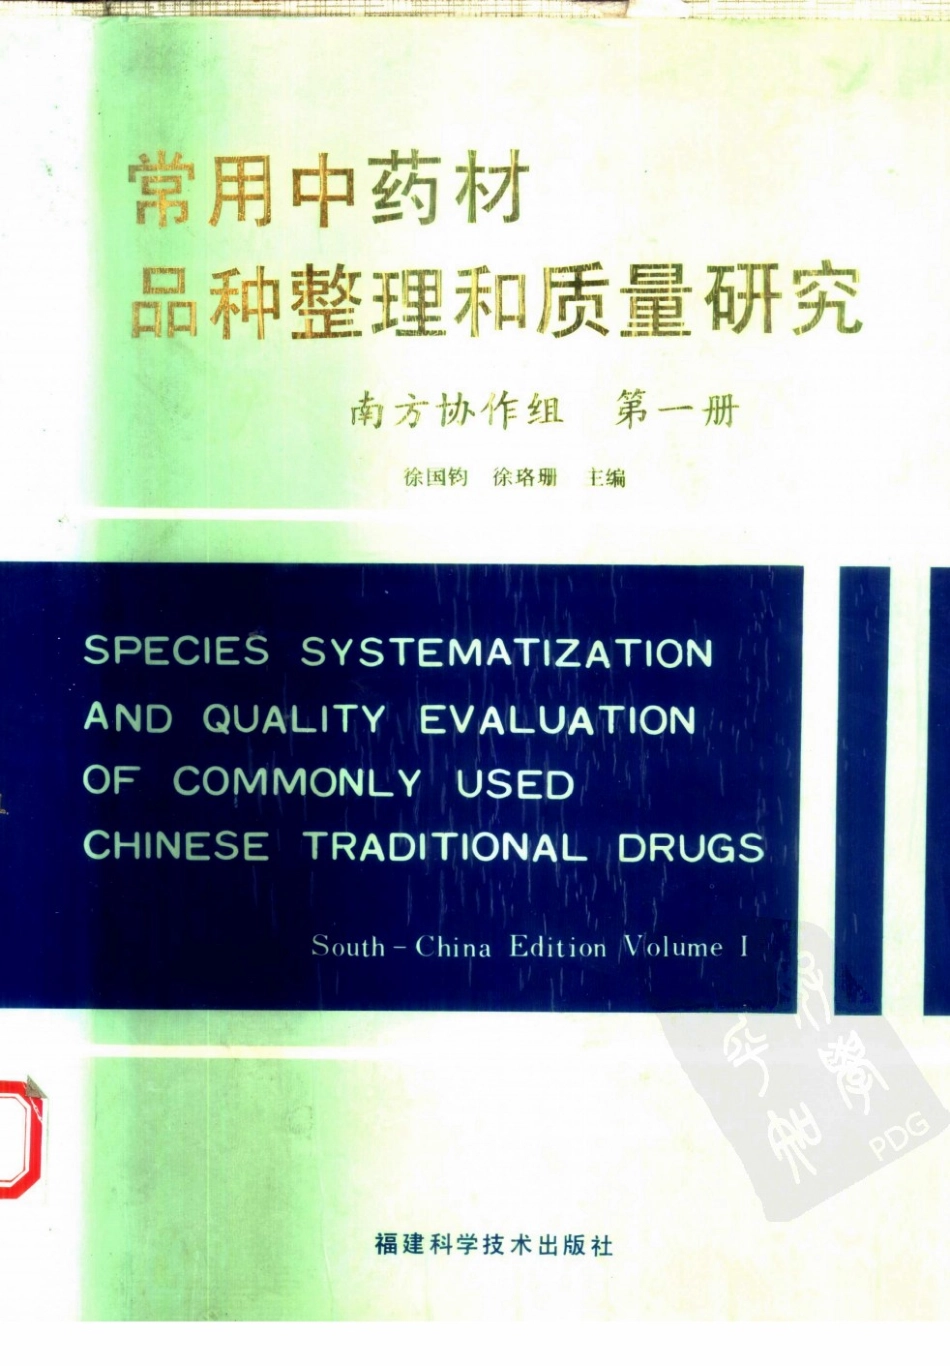 常用中药材
品种整理和质量研究
南方协作组 第一册
徐国钧 徐珞珊 主编
SPECIES SYSTEMATIZATION
AND QUALITY EVALUATION
OF COMMONLY USED
CHINESE TRADITIONAL DRUGS
South-China Edition Volume I
PDG
福建科学技术出版社